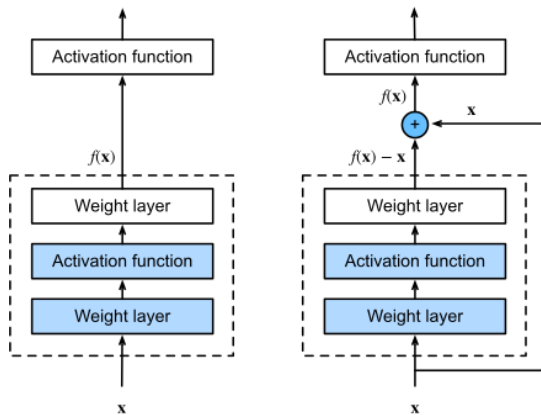 Activation function
f(x)
Weight layer
Activation function
Weight layer
x
Activation function
f(x)
x
+
f(x) − x
Weight layer
Activation function
Weight layer
x